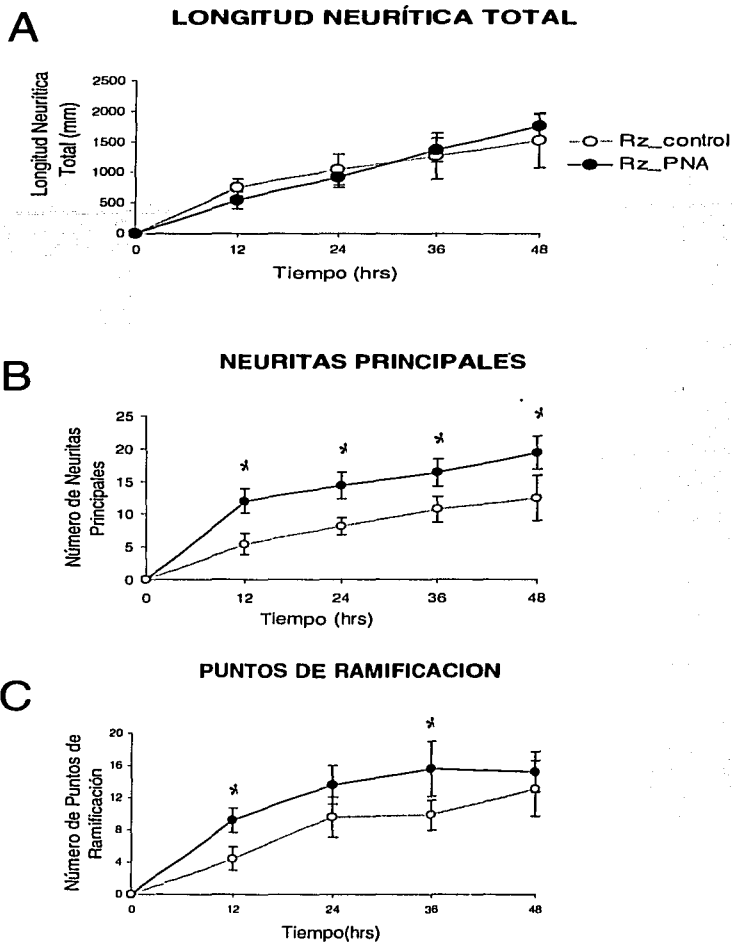 A
LONGITUD NEURÍTICA TOTAL
Longitud Neurítica
Total (mm)
2500
2000
1500
1000
500
0
0 12 24 36 48
Tiempo (hrs)
Rz_control
Rz_PNA
B
NEURITAS PRINCIPALES
Número de Neuritas
Principales
25
20
15
10
5
0
* * * *
0 12 24 36 48
Tiempo (hrs)
C
PUNTOS DE RAMIFICACION
Número de Puntos de
Ramificación
20
16
12
8
4
0
* *
0 12 24 36 48
Tiempo(hrs)